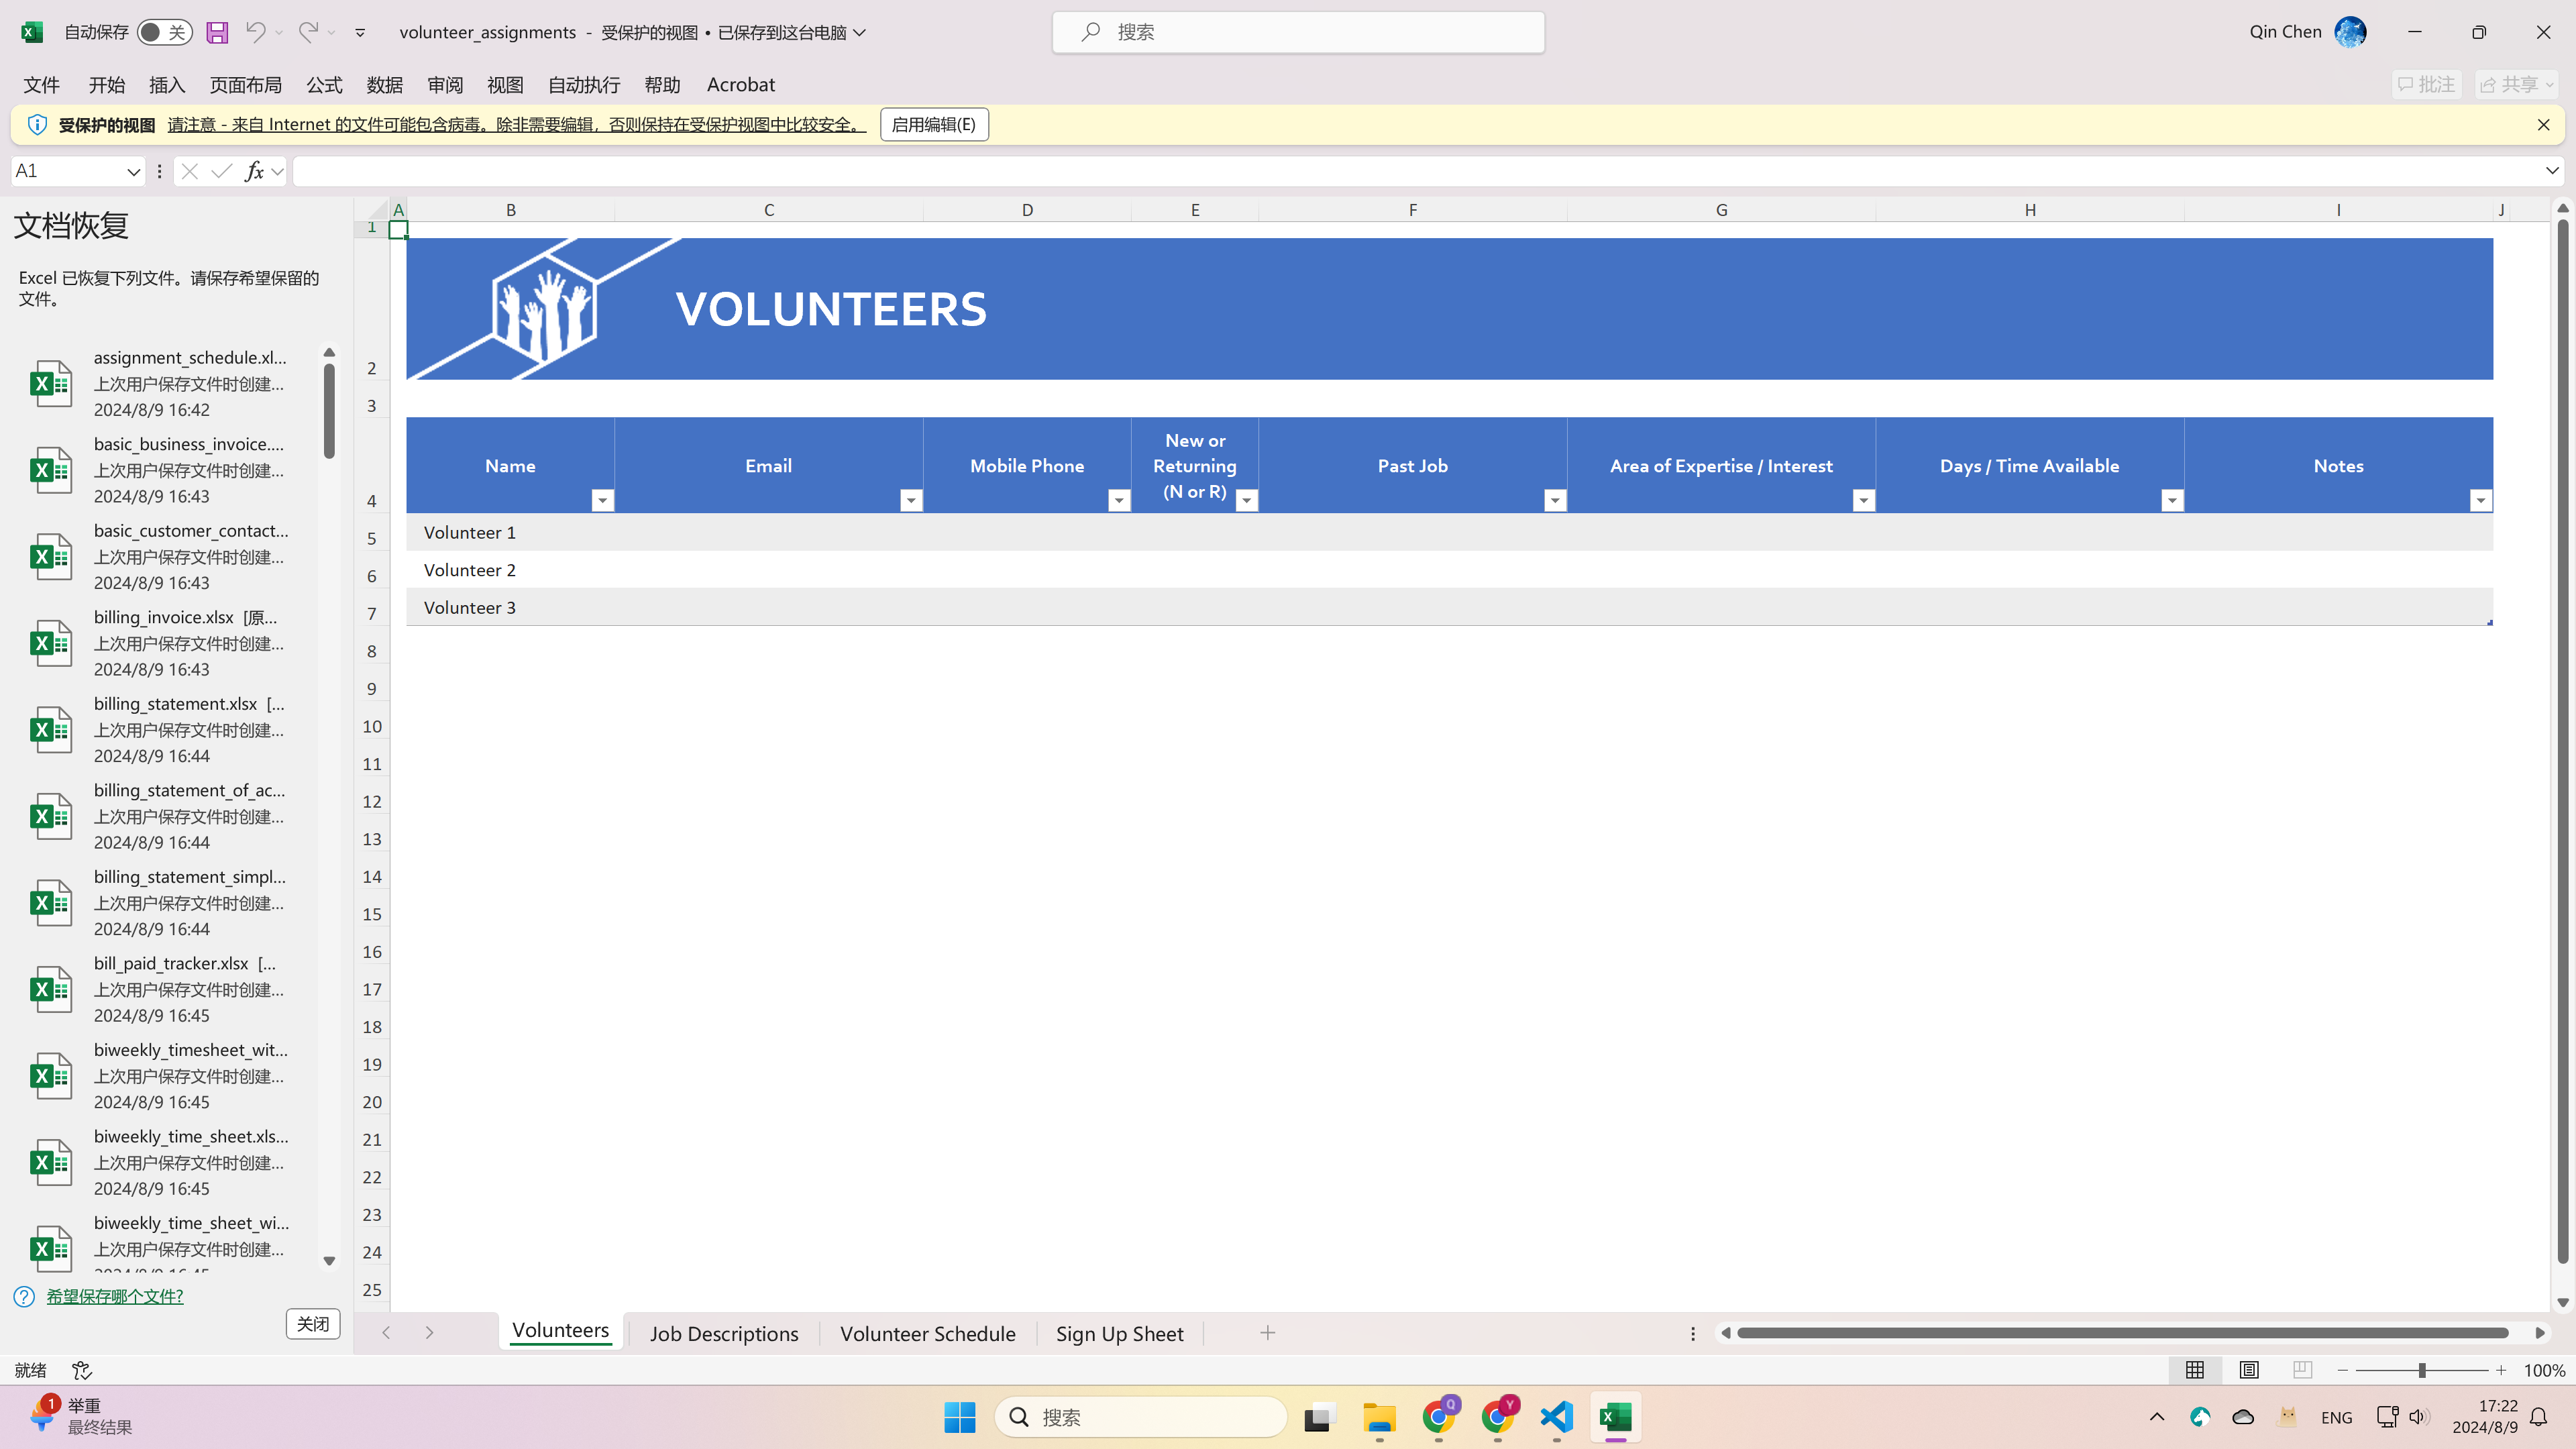 自动保存 关 volunteer_assignments - 受保护的视图 • 已保存到这台电脑 搜索 Qin Chen
文件 开始 插入 页面布局 公式 数据 审阅 视图 自动执行 帮助 Acrobat 批注 共享
受保护的视图 请注意 - 来自 Internet 的文件可能包含病毒。除非需要编辑，否则保持在受保护视图中比较安全。 启用编辑(E)
A1 fx
文档恢复
Excel 已恢复下列文件。请保存希望保留的
文件。
assignment_schedule.xl...
上次用户保存文件时创建...
2024/8/9 16:42
basic_business_invoice....
上次用户保存文件时创建...
2024/8/9 16:43
basic_customer_contact...
上次用户保存文件时创建...
2024/8/9 16:43
billing_invoice.xlsx [原...
上次用户保存文件时创建...
2024/8/9 16:43
billing_statement.xlsx [...
上次用户保存文件时创建...
2024/8/9 16:44
billing_statement_of_ac...
上次用户保存文件时创建...
2024/8/9 16:44
billing_statement_simpl...
上次用户保存文件时创建...
2024/8/9 16:44
bill_paid_tracker.xlsx [...
上次用户保存文件时创建...
2024/8/9 16:45
biweekly_timesheet_wit...
上次用户保存文件时创建...
2024/8/9 16:45
biweekly_time_sheet.xls...
上次用户保存文件时创建...
2024/8/9 16:45
biweekly_time_sheet_wi...
上次用户保存文件时创建...
2024/8/9 16:45
希望保存哪个文件?
关闭
A B C D E F G H I J
1
2
3
4
5
6
7
8
9
10
11
12
13
14
15
16
17
18
19
20
21
22
23
24
25
VOLUNTEERS
Name Email Mobile Phone New or Returning (N or R) Past Job Area of Expertise / Interest Days / Time Available Notes
Volunteer 1
Volunteer 2
Volunteer 3
Volunteers Job Descriptions Volunteer Schedule Sign Up Sheet
就绪 100%
1 举重
最终结果
搜索
Q Y
ENG
17:22
2024/8/9